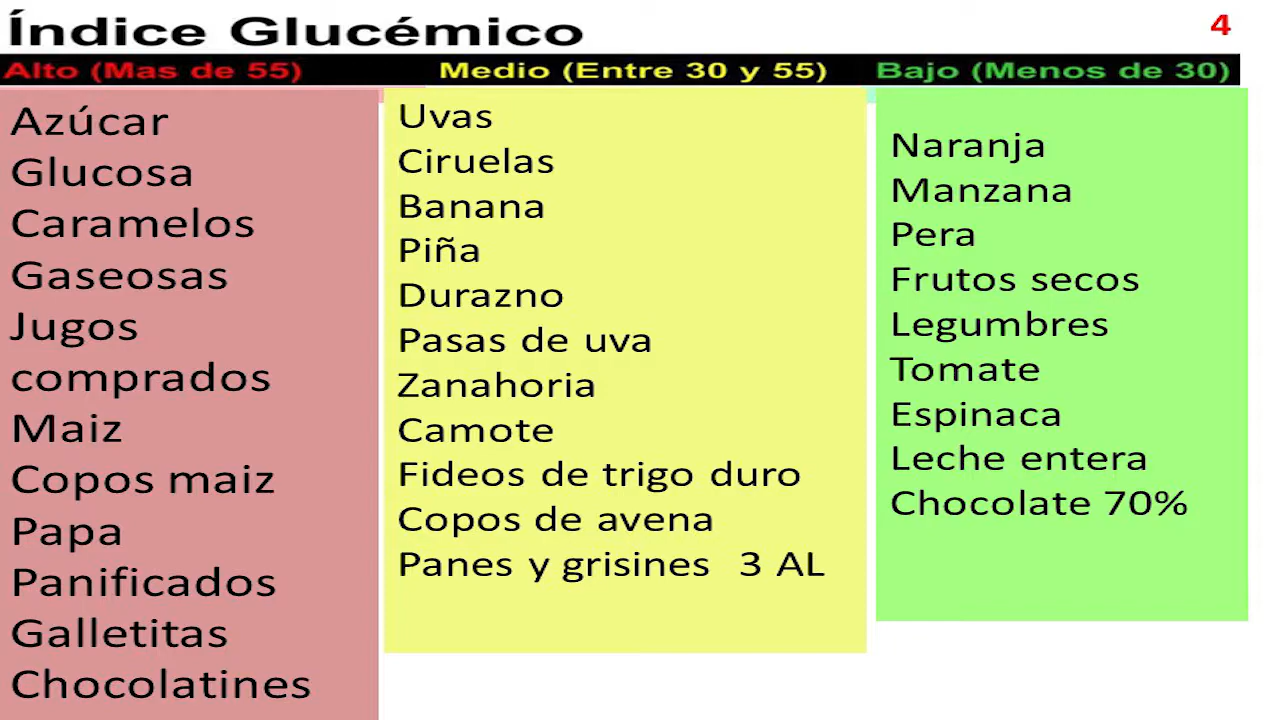 Índice Glucémico
4
Alto (Mas de 55)
Medio (Entre 30 y 55)
Bajo (Menos de 30)
Azúcar
Glucosa
Caramelos
Gaseosas
Jugos
comprados
Maiz
Copos maiz
Papa
Panificados
Galletitas
Chocolatines
Uvas
Ciruelas
Banana
Piña
Durazno
Pasas de uva
Zanahoria
Camote
Fideos de trigo duro
Copos de avena
Panes y grisines 3 AL
Naranja
Manzana
Pera
Frutos secos
Legumbres
Tomate
Espinaca
Leche entera
Chocolate 70%